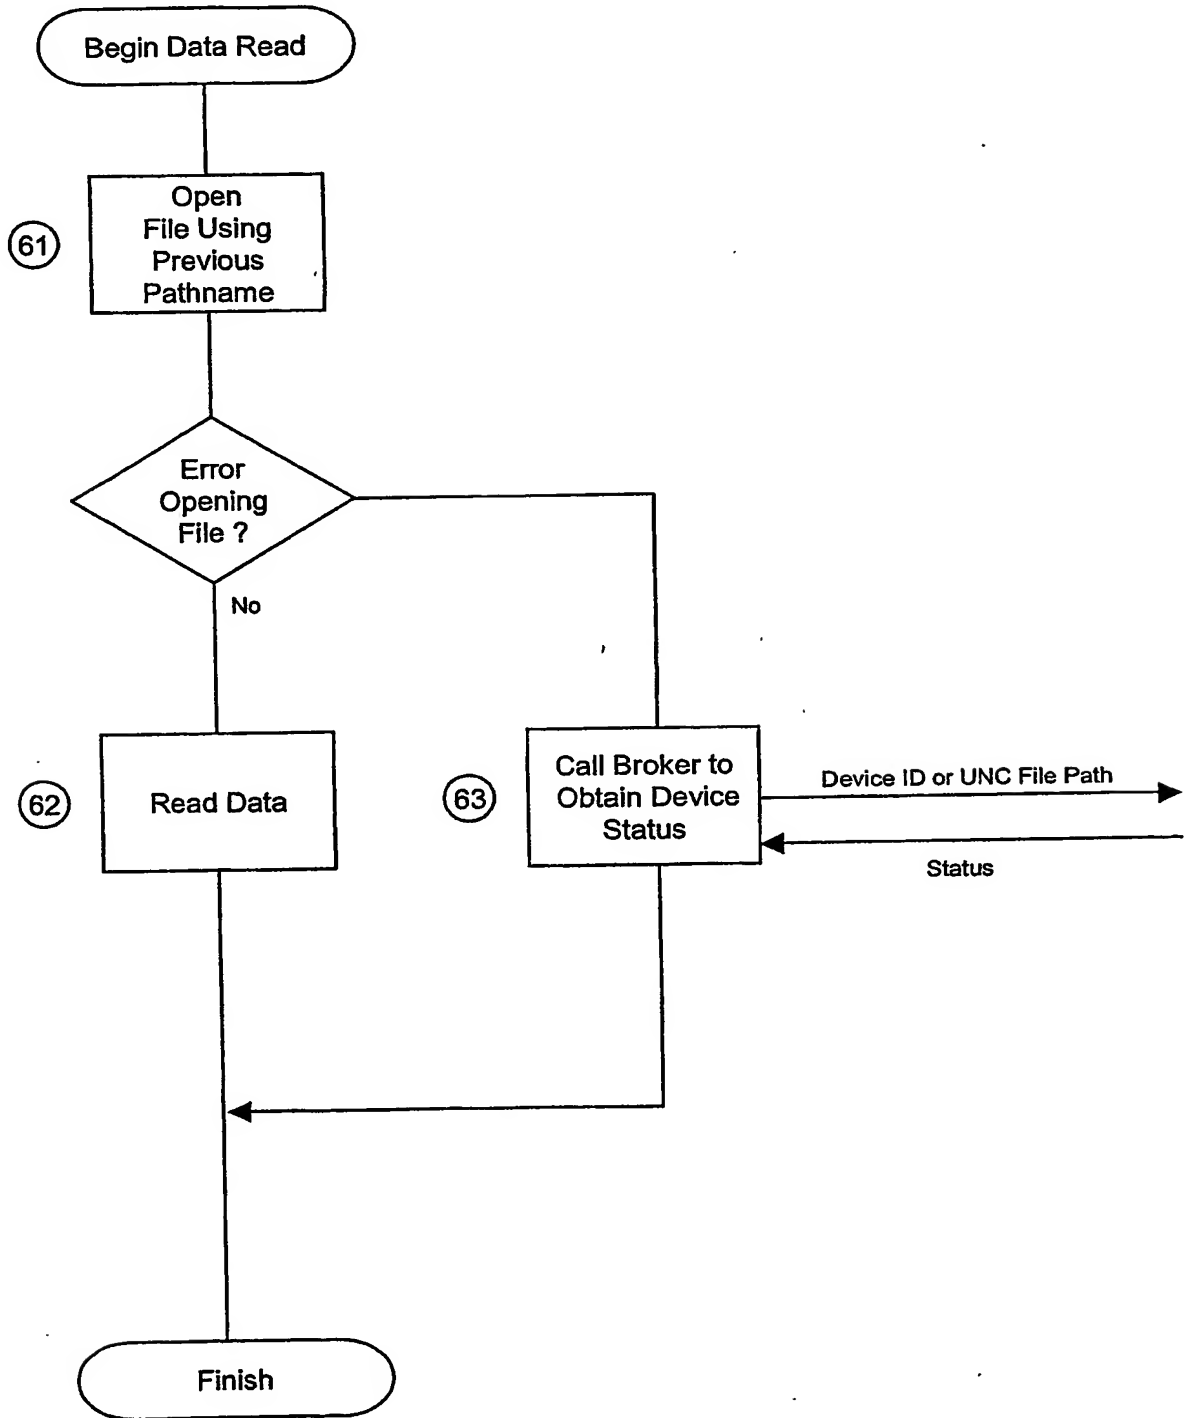 Begin Data Read
61
Open
File Using
Previous
Pathname
Error
Opening
File ?
No
62
Read Data
63
Call Broker to
Obtain Device
Status
Device ID or UNC File Path
Status
Finish